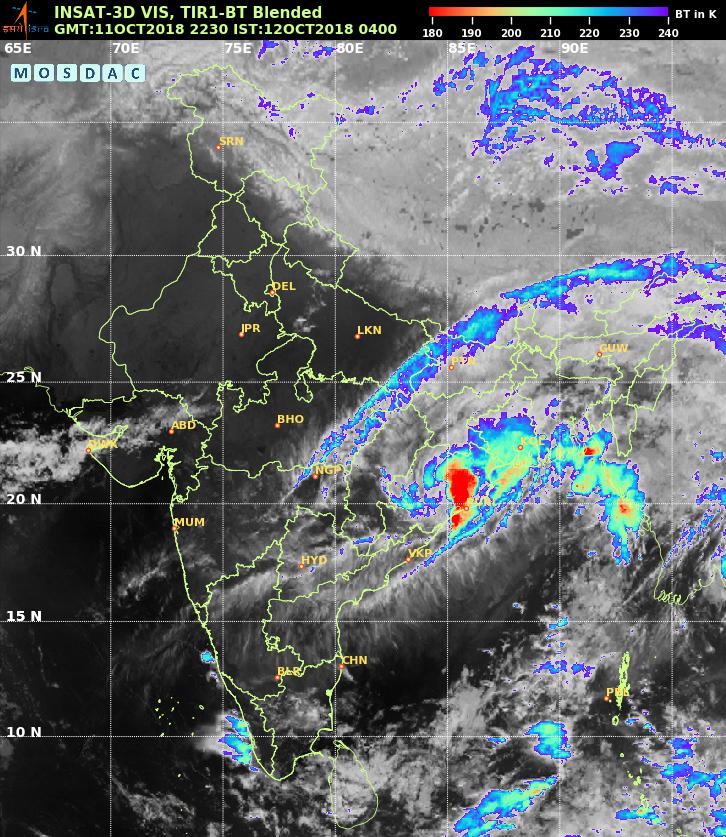 INSAT-3D VIS, TIR1-BT Blended
GMT:11OCT2018 2230 IST:12OCT2018 0400
BT in K
180 190 200 210 220 230 240
65E 70E 75E 80E 85E 90E
MOSDAC
SRN
30 N
DEL
JPR
LKN
GUW
25 N
BHO
ABD
DWK
KOL
NGP
20 N
MUM
VKP
HYD
15 N
CHN
BLR
10 N